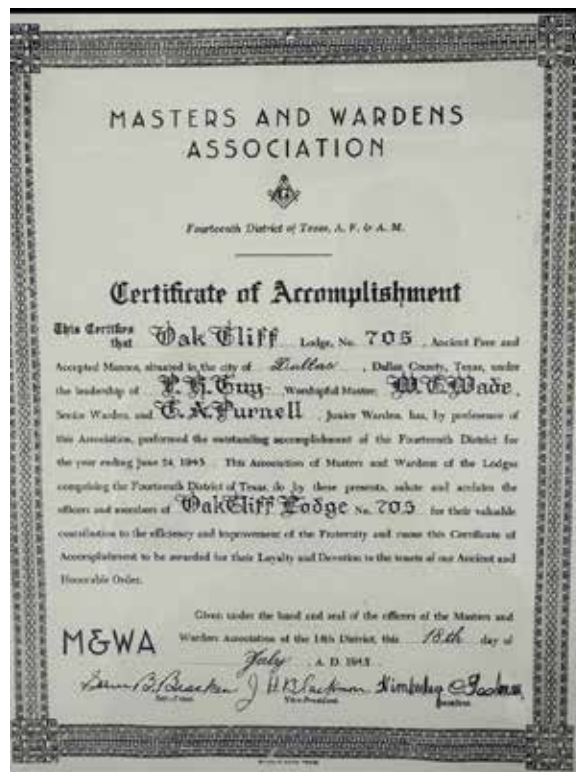 MASTERS AND WARDENS
ASSOCIATION
G
Fourteenth District of Texas, A. F. & A. M.
Certificate of Accomplishment
This Certifies
that Oak Cliff Lodge, No. 705, Ancient Free and
Accepted Masons, situated in the city of Dallas, Dallas County, Texas, under
the leadership of P. H. Guy, Worshipful Master, W. C. Wade,
Senior Warden, and C. A. Purnell, Junior Warden, has, by preference of
this Association, performed the outstanding accomplishment of the Fourteenth District for
the year ending June 24, 1945. This Association of Masters and Wardens of the Lodges
comprising the Fourteenth District of Texas, do by these presents, salute and acclaim the
officers and members of Oak Cliff Lodge No. 705 for their valuable
contribution to the efficiency and improvement of the Fraternity and cause this Certificate of
Accomplishment to be awarded for their Loyalty and Devotion to the tenets of our Ancient and
Honorable Order.
Given under the hand and seal of the officers of the Masters and
M&WA Wardens Association of the 14th District, this 18th day of
July, A. D. 1945.
Vice-President President